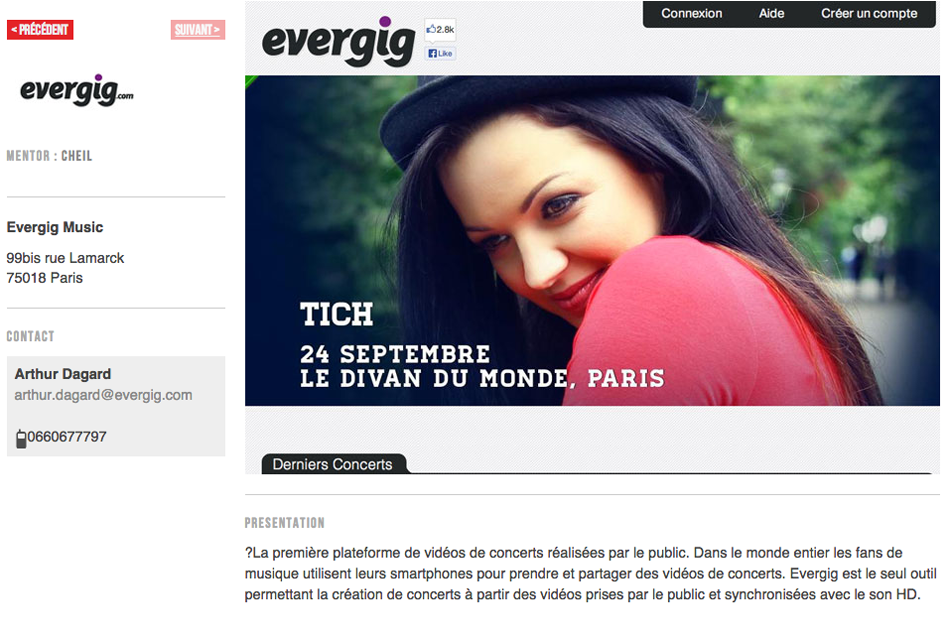 < PRÉCÉDENT
SUIVANT >
evergig.com
MENTOR : CHEIL
Evergig Music
99bis rue Lamarck
75018 Paris
CONTACT
Arthur Dagard
arthur.dagard@evergig.com
0660677797
evergig
2.8k
Like
Connexion Aide Créer un compte
TICH
24 SEPTEMBRE
LE DIVAN DU MONDE, PARIS
Derniers Concerts
PRESENTATION
?La première plateforme de vidéos de concerts réalisées par le public. Dans le monde entier les fans de
musique utilisent leurs smartphones pour prendre et partager des vidéos de concerts. Evergig est le seul outil
permettant la création de concerts à partir des vidéos prises par le public et synchronisées avec le son HD.